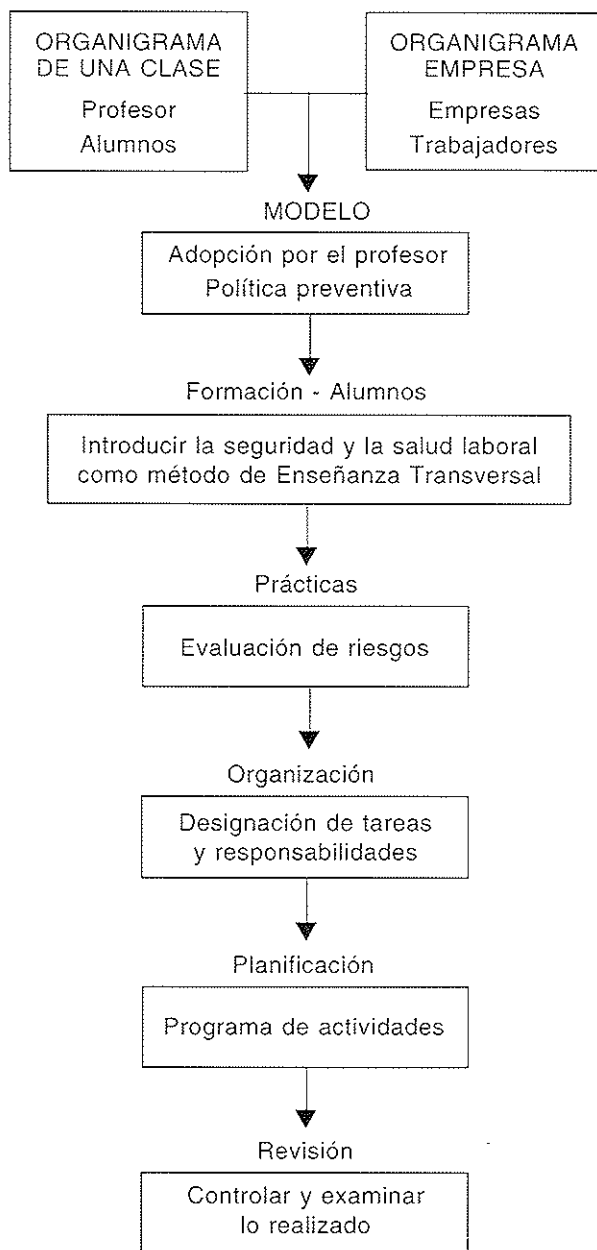 ORGANIGRAMA
DE UNA CLASE
Profesor
Alumnos
ORGANIGRAMA
EMPRESA
Empresas
Trabajadores
MODELO
Adopción por el profesor
Política preventiva
Formación - Alumnos
Introducir la seguridad y la salud laboral
como método de Enseñanza Transversal
Prácticas
Evaluación de riesgos
Organización
Designación de tareas
y responsabilidades
Planificación
Programa de actividades
Revisión
Controlar y examinar
lo realizado